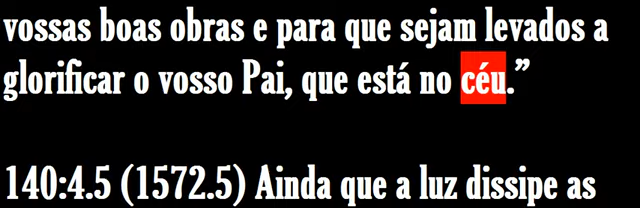 vossas boas obras e para que sejam levados a
glorificar o vosso Pai, que está no céu.”
140:4.5 (1572.5) Ainda que a luz dissipe as